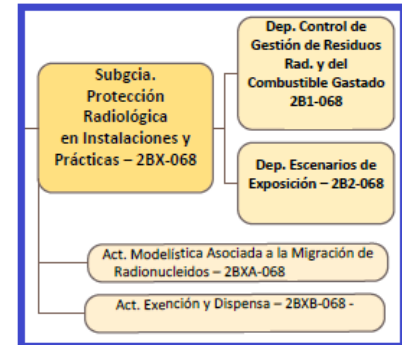 Subgcia.
Protección
Radiológica
en Instalaciones y
Prácticas – 2BX-068
Dep. Control de
Gestión de Residuos
Rad. y del
Combustible Gastado
2B1-068
Dep. Escenarios de
Exposición – 2B2-068
Act. Modelística Asociada a la Migración de
Radionucleidos – 2BXA-068
Act. Exención y Dispensa – 2BXB-068 -